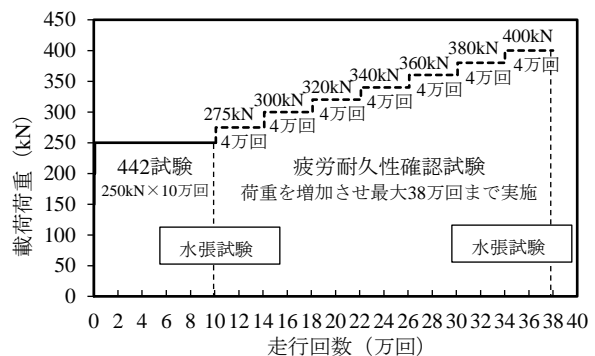 載荷荷重（kN）
450
400
350
300
250
200
150
100
50
0
275kN
300kN
320kN
340kN
360kN
380kN
400kN
4万回
4万回
4万回
4万回
4万回
4万回
4万回
442試験
250kN×10万回
疲労耐久性確認試験
荷重を増加させ最大38万回まで実施
水張試験
水張試験
0 2 4 6 8 10 12 14 16 18 20 22 24 26 28 30 32 34 36 38 40
走行回数（万回）